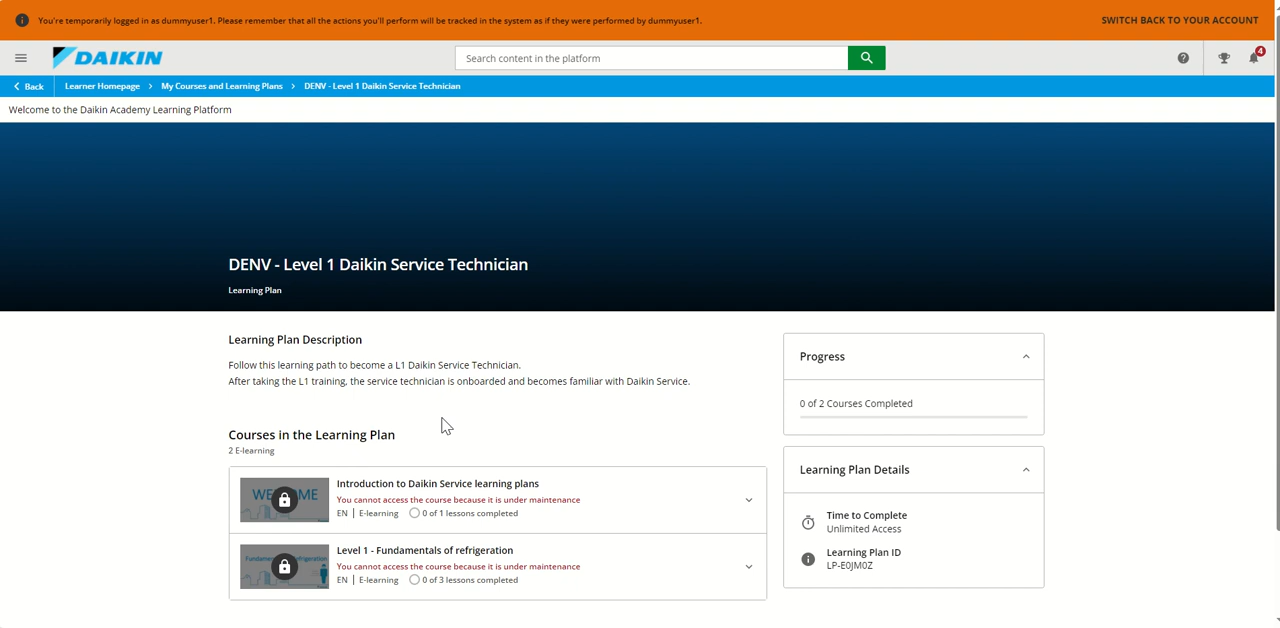 You're temporarily logged in as dummyuser1. Please remember that all the actions you'll perform will be tracked in the system as if they were performed by dummyuser1.
SWITCH BACK TO YOUR ACCOUNT
DAIKIN
Search content in the platform
4
Back
Learner Homepage > My Courses and Learning Plans > DENV - Level 1 Daikin Service Technician
Welcome to the Daikin Academy Learning Platform
DENV - Level 1 Daikin Service Technician
Learning Plan
Learning Plan Description
Follow this learning path to become a L1 Daikin Service Technician.
After taking the L1 training, the service technician is onboarded and becomes familiar with Daikin Service.
Courses in the Learning Plan
2 E-learning
Introduction to Daikin Service learning plans
You cannot access the course because it is under maintenance
EN | E-learning 0 of 1 lessons completed
Level 1 - Fundamentals of refrigeration
You cannot access the course because it is under maintenance
EN | E-learning 0 of 3 lessons completed
Progress
0 of 2 Courses Completed
Learning Plan Details
Time to Complete
Unlimited Access
Learning Plan ID
LP-E0JM0Z